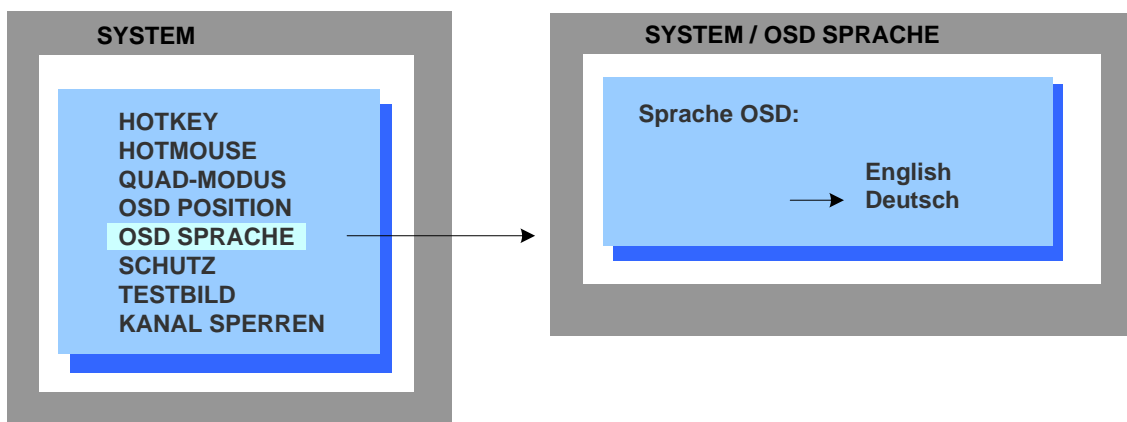 SYSTEM
HOTKEY
HOTMOUSE
QUAD-MODUS
OSD POSITION
OSD SPRACHE
SCHUTZ
TESTBILD
KANAL SPERREN
SYSTEM / OSD SPRACHE
Sprache OSD:
English
Deutsch